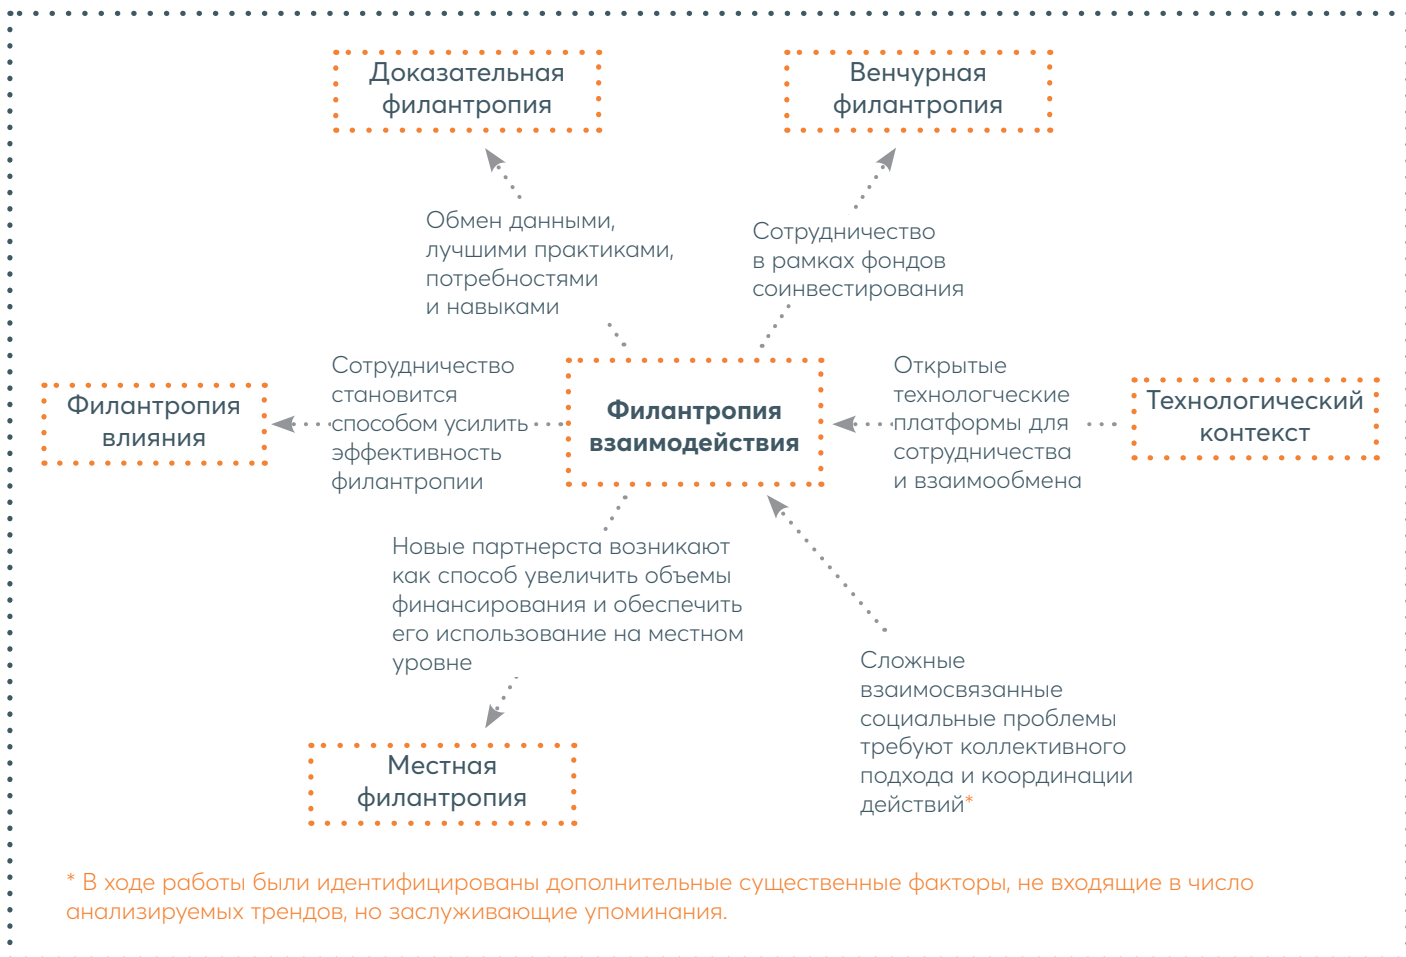 Доказательная
филантропия
Венчурная
филантропия
Обмен данными,
лучшими практиками,
потребностями
и навыками
Сотрудничество
в рамках фондов
соинвестирования
Филантропия
влияния
Сотрудничество
становится
способом усилить
эффективность
филантропии
Филантропия
взаимодействия
Открытые
технологческие
платформы для
сотрудничества
и взаимообмена
Технологический
контекст
Новые партнерста возникают
как способ увеличить объемы
финансирования и обеспечить
его использование на местном
уровне
Сложные
взаимосвязанные
социальные проблемы
требуют коллективного
подхода и координации
действий*
Местная
филантропия
* В ходе работы были идентифицированы дополнительные существенные факторы, не входящие в число
анализируемых трендов, но заслуживающие упоминания.